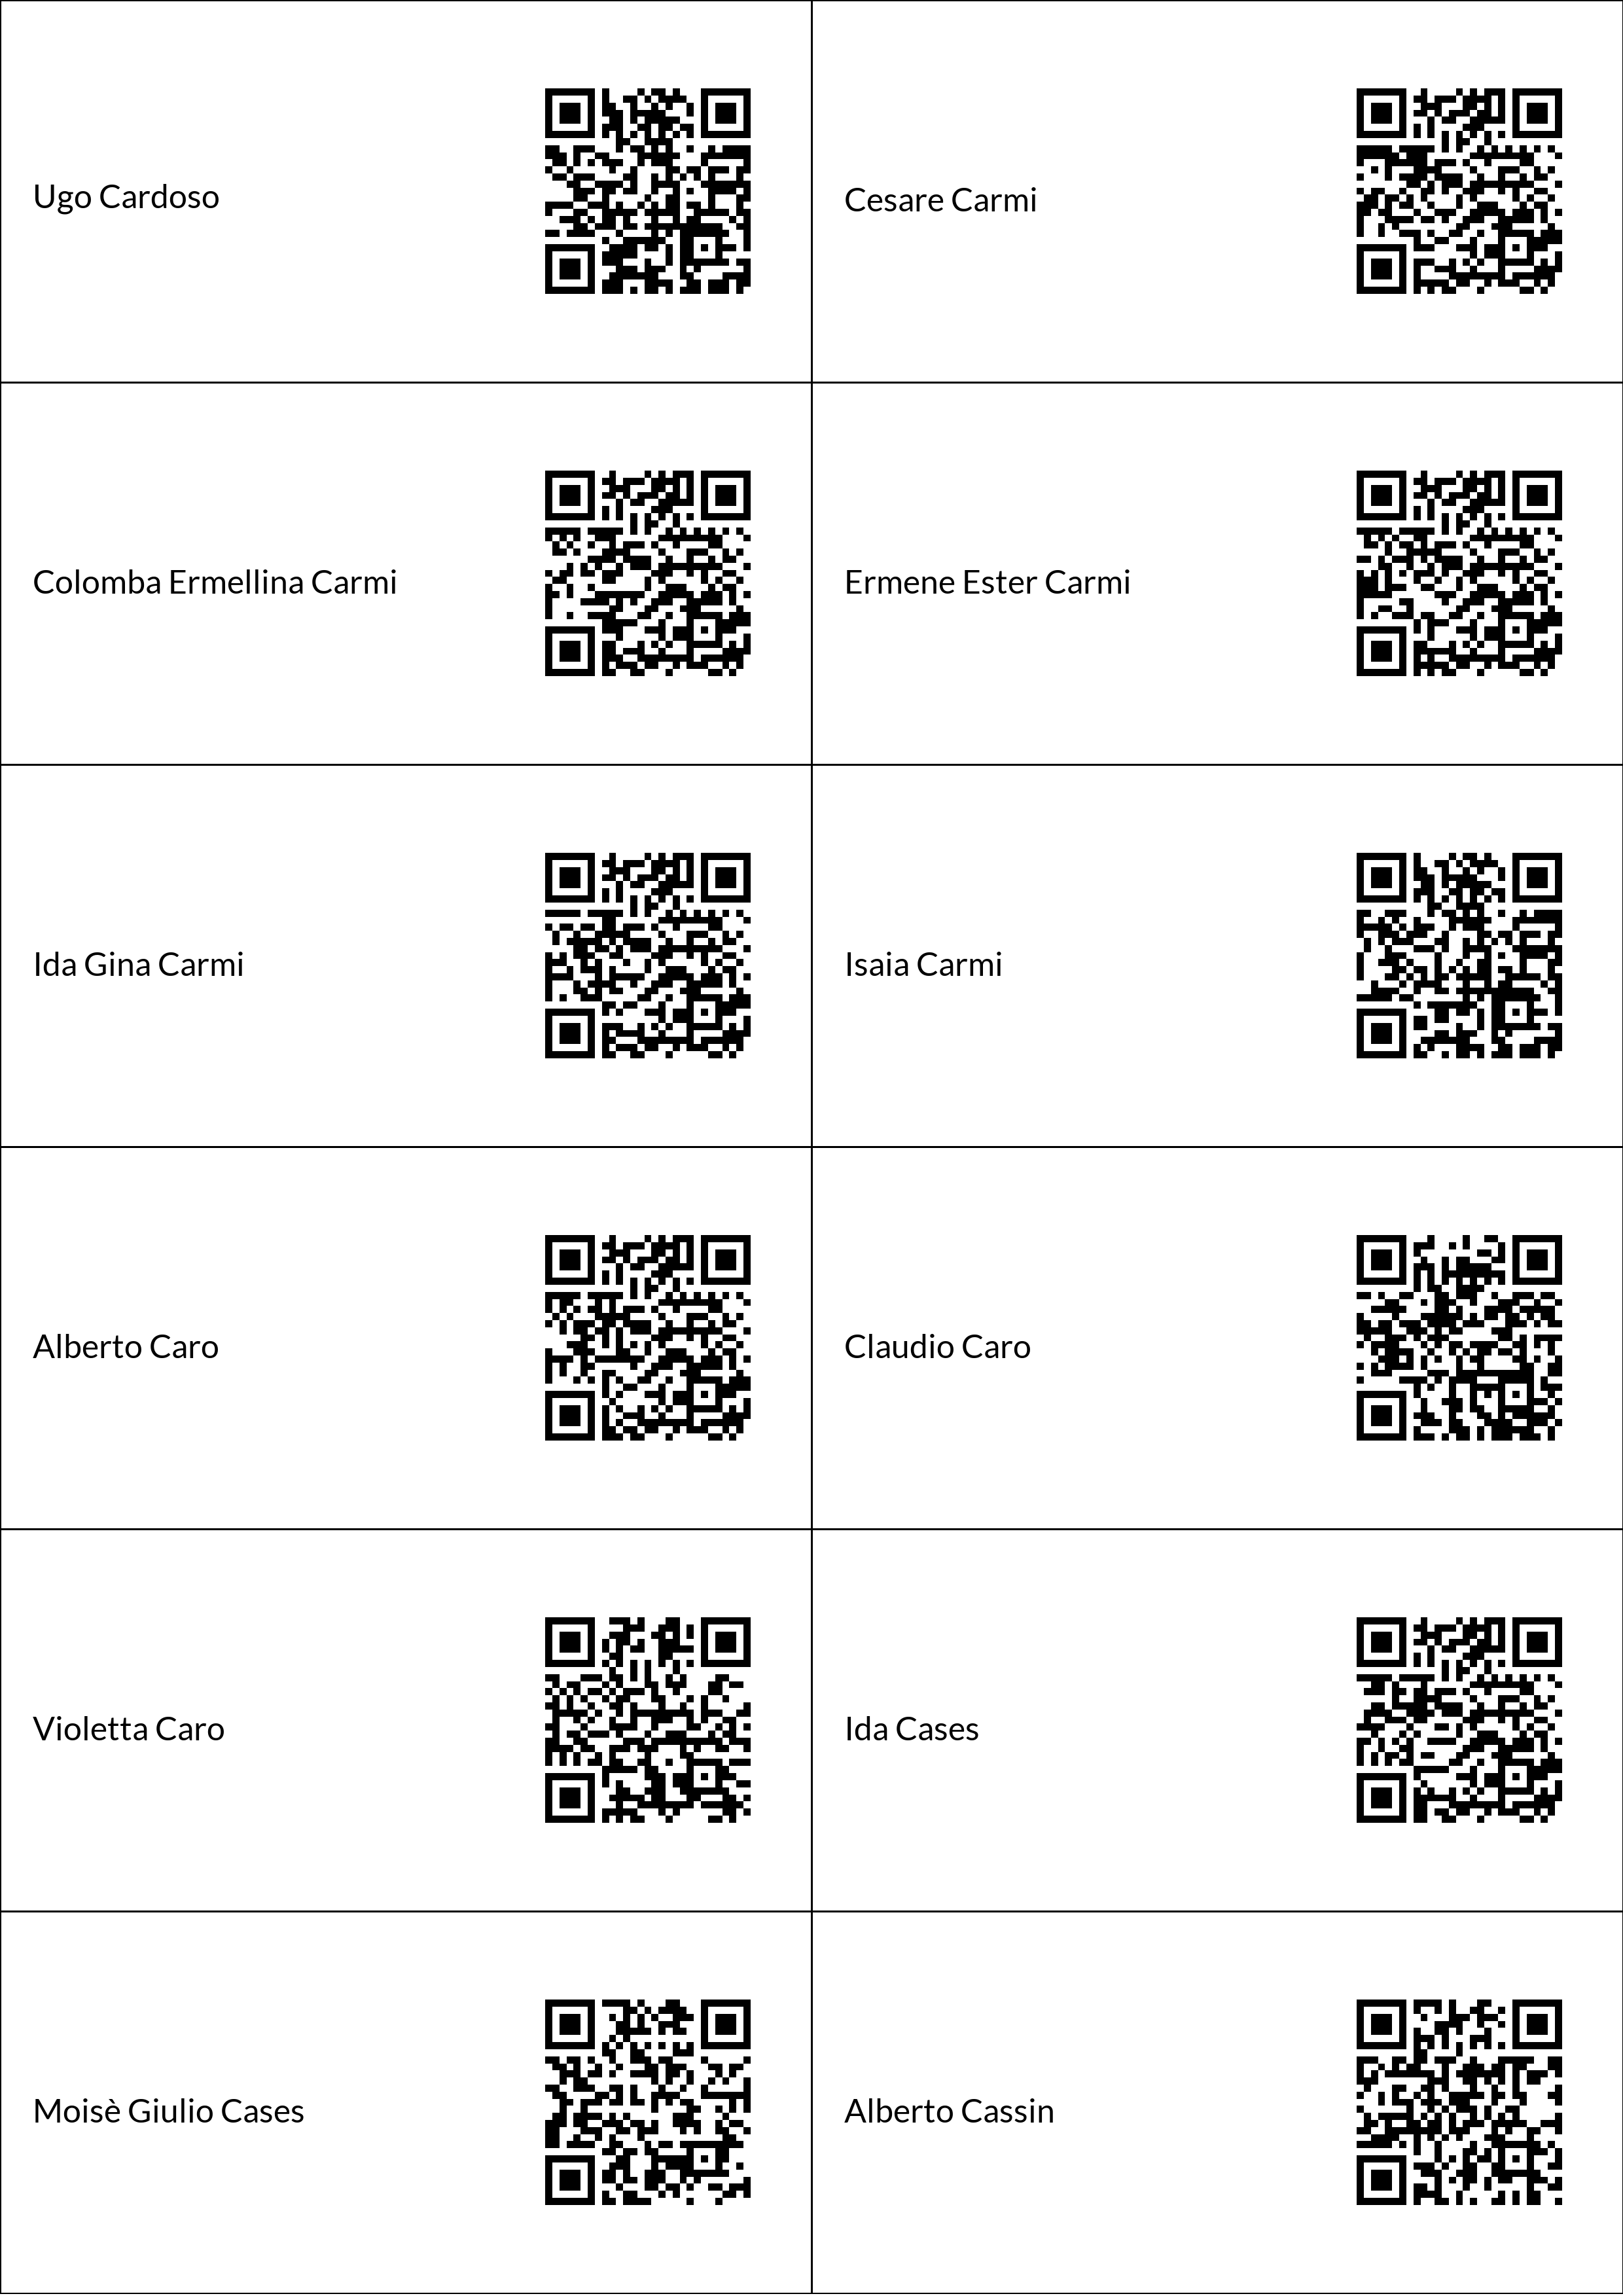 Ugo Cardoso
Cesare Carmi
Colomba Ermellina Carmi
Ermene Ester Carmi
Ida Gina Carmi
Isaia Carmi
Alberto Caro
Claudio Caro
Violetta Caro
Ida Cases
Moisè Giulio Cases
Alberto Cassin